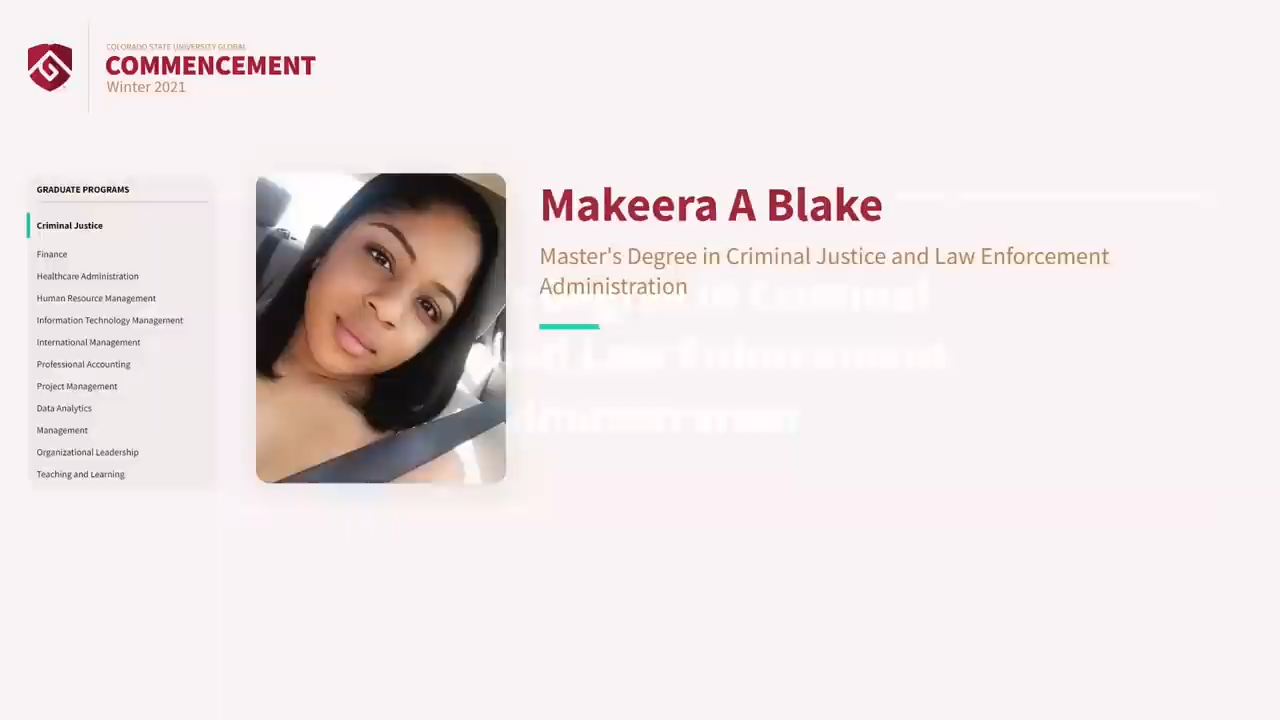 COLORADO STATE UNIVERSITY GLOBAL
COMMENCEMENT
Winter 2021
GRADUATE PROGRAMS
Criminal Justice
Finance
Healthcare Administration
Human Resource Management
Information Technology Management
International Management
Professional Accounting
Project Management
Data Analytics
Management
Organizational Leadership
Teaching and Learning
Makeera A Blake
Master's Degree in Criminal Justice and Law Enforcement
Administration